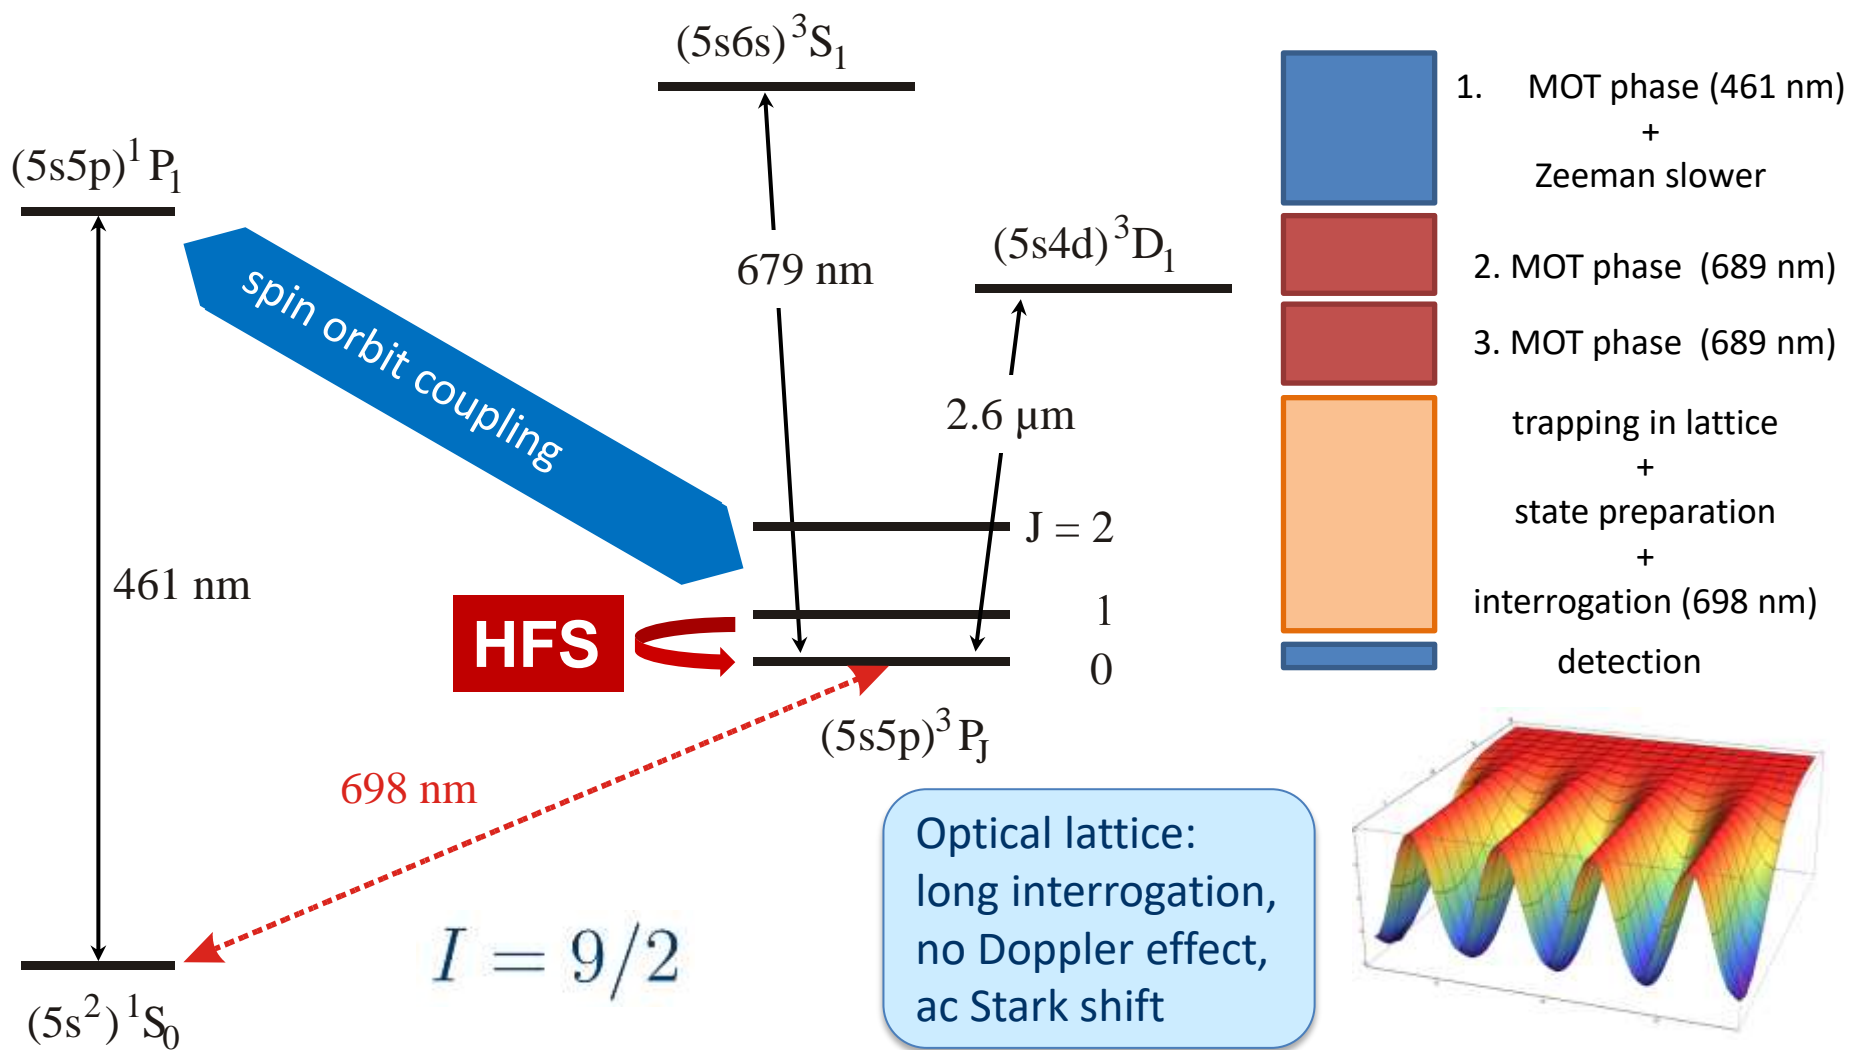 (5s6s) ³S₁
(5s5p)¹P₁
679 nm
(5s4d) ³D₁
spin orbit coupling
2.6 µm
J = 2
461 nm
HFS
1
0
(5s5p)³P_J
698 nm
I = 9/2
(5s²) ¹S₀
1. MOT phase (461 nm)
+
Zeeman slower
2. MOT phase (689 nm)
3. MOT phase (689 nm)
trapping in lattice
+
state preparation
+
interrogation (698 nm)
detection
Optical lattice:
long interrogation,
no Doppler effect,
ac Stark shift